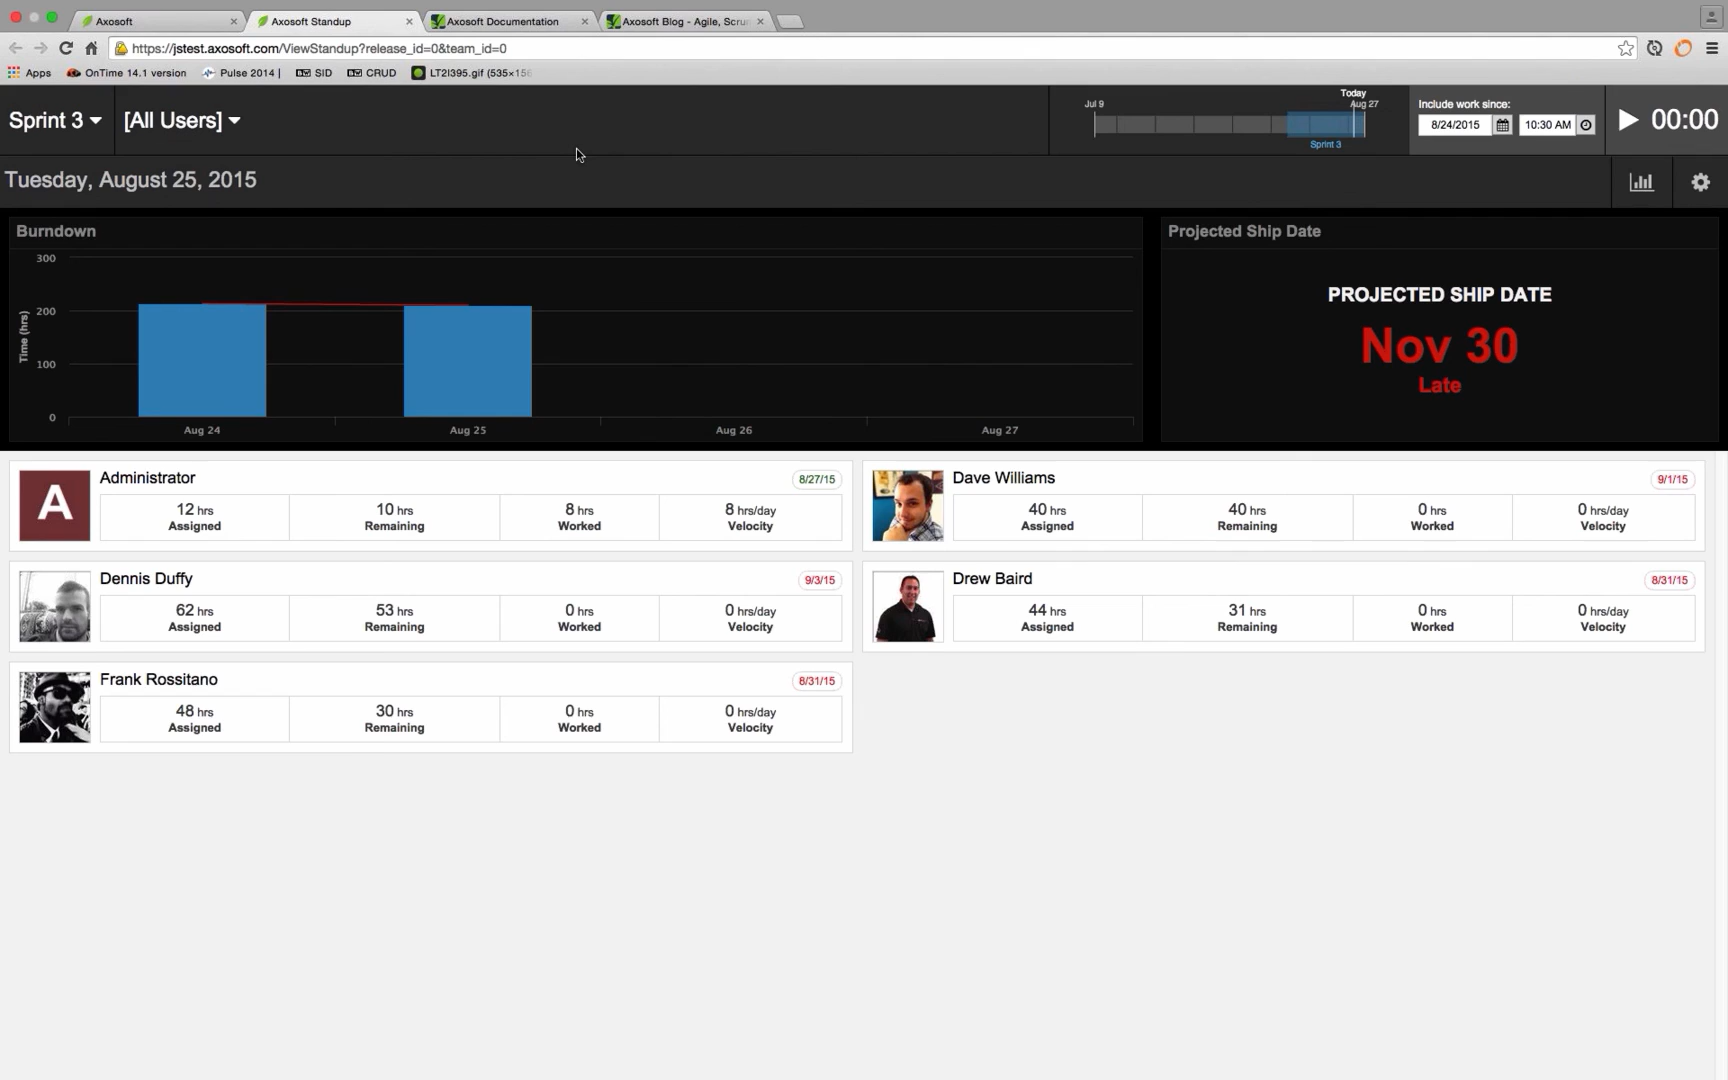 Axosoft
Axosoft Standup
Axosoft Documentation
Axosoft Blog - Agile, Scru
https://jstest.axosoft.com/ViewStandup?release_id=0&team_id=0
Apps
OnTime 14.1 version
Pulse 2014 |
SID
CRUD
LT2I395.gif (535×156
Sprint 3
[All Users]
Today
Jul 9
Aug 27
Sprint 3
Include work since:
8/24/2015
10:30 AM
00:00
Tuesday, August 25, 2015
Burndown
300
200
100
0
Time (hrs)
Aug 24
Aug 25
Aug 26
Aug 27
Projected Ship Date
PROJECTED SHIP DATE
Nov 30
Late
A
Administrator
8/27/15
12 hrs 10 hrs 8 hrs 8 hrs/day
Assigned Remaining Worked Velocity
Dave Williams
9/1/15
40 hrs 40 hrs 0 hrs 0 hrs/day
Assigned Remaining Worked Velocity
Dennis Duffy
9/3/15
62 hrs 53 hrs 0 hrs 0 hrs/day
Assigned Remaining Worked Velocity
Drew Baird
8/31/15
44 hrs 31 hrs 0 hrs 0 hrs/day
Assigned Remaining Worked Velocity
Frank Rossitano
8/31/15
48 hrs 30 hrs 0 hrs 0 hrs/day
Assigned Remaining Worked Velocity